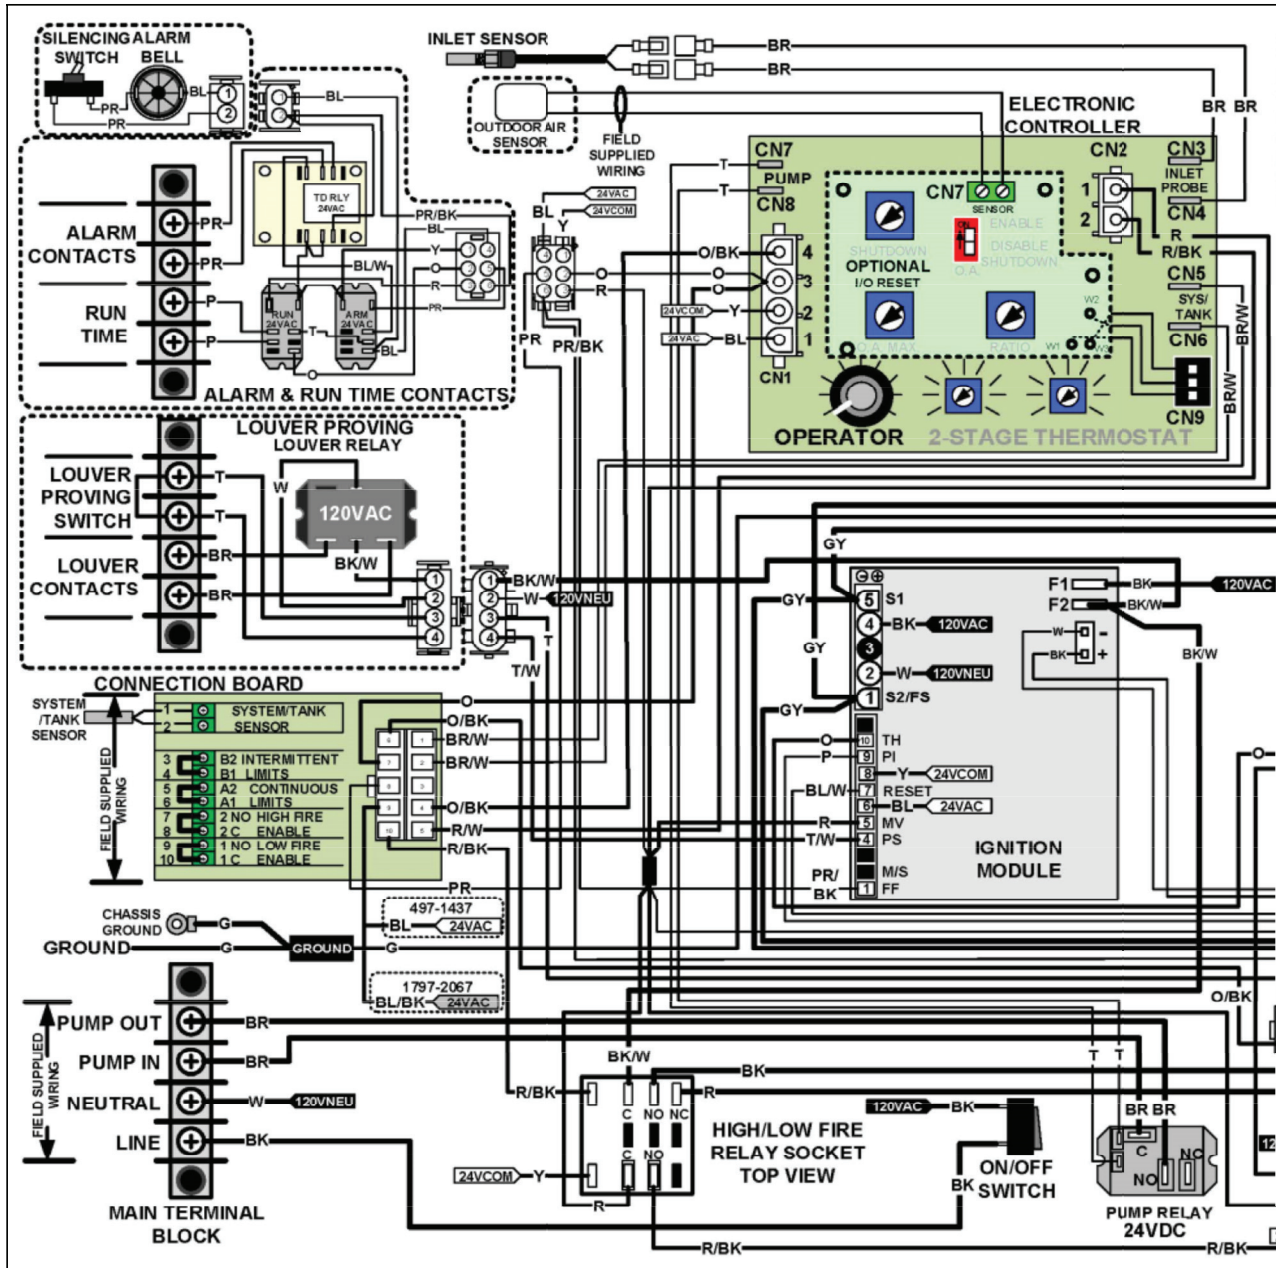 SILENCING ALARM
SWITCH BELL
PR
PR
BL
1
2
BL
INLET SENSOR
BR
BR
BR BR
OUTDOOR AIR
SENSOR
FIELD
SUPPLIED
WIRING
ELECTRONIC
CONTROLLER
CN7
PUMP
CN8
T
T
CN7
SENSOR
CN2
1
2
CN3
INLET
PROBE
CN4
R
R/BK
CN5
SYS/
TANK
CN6
CN9
BR/W
BR/W
SHUTDOWN
OPTIONAL
I/O RESET
ON
O.A.
ENABLE
DISABLE
SHUTDOWN
O.A. MAX
RATIO
W2
W1
W3
O/BK
4
3
2
1
CN1
O
O
24VCOM
Y
24VAC
BL
OPERATOR
2-STAGE THERMOSTAT
ALARM
CONTACTS
RUN
TIME
PR
PR
P
P
TD RLY
24VAC
RUN
24VAC
ARM
24VAC
T
O
PR/BK
BL
Y
BL/W
O
R
PR
BL
ALARM & RUN TIME CONTACTS
24VAC
24VCOM
BL
Y
O
R
PR
PR/BK
LOUVER PROVING
LOUVER RELAY
LOUVER
PROVING
SWITCH
LOUVER
CONTACTS
T
T
BR
BR
W
120VAC
BK/W
1
2
3
4
1
2
3
4
BK/W
W
120VNEU
T
T/W
GY
GY
GY
GY
5
S1
4
BK
120VAC
3
2
W
120VNEU
1
S2/FS
F1
BK
120VAC
F2
BK/W
W
-
BK
+
BK/W
O
10
TH
P
9
PI
8
Y
24VCOM
BL/W
7
RESET
6
BL
24VAC
R
5
MV
T/W
4
PS
M/S
PR/
BK
1
FF
IGNITION
MODULE
O
CONNECTION BOARD
SYSTEM
/TANK
SENSOR
1
2
SYSTEM/TANK
SENSOR
3 B2 INTERMITTENT
4 B1 LIMITS
5 A2 CONTINUOUS
6 A1 LIMITS
7 2 NO HIGH FIRE
8 2 C ENABLE
9 1 NO LOW FIRE
10 1 C ENABLE
FIELD SUPPLIED
WIRING
O
O/BK
BR/W
BR/W
O/BK
R/W
R/BK
PR
497-1437
BL
24VAC
1797-2067
BL/BK
24VAC
CHASSIS
GROUND
G
GROUND
G
GROUND
G
PUMP OUT
BR
PUMP IN
BR
NEUTRAL
W
120VNEU
LINE
BK
FIELD SUPPLIED
WIRING
MAIN TERMINAL
BLOCK
BK/W
R/BK
C NO NC
C NO
BK
R
24VCOM
Y
R
R/BK
HIGH/LOW FIRE
RELAY SOCKET
TOP VIEW
120VAC
BK
BK
ON/OFF
SWITCH
T
T
BR BR
C
NC
NO
PUMP RELAY
24VDC
O/BK
R/BK